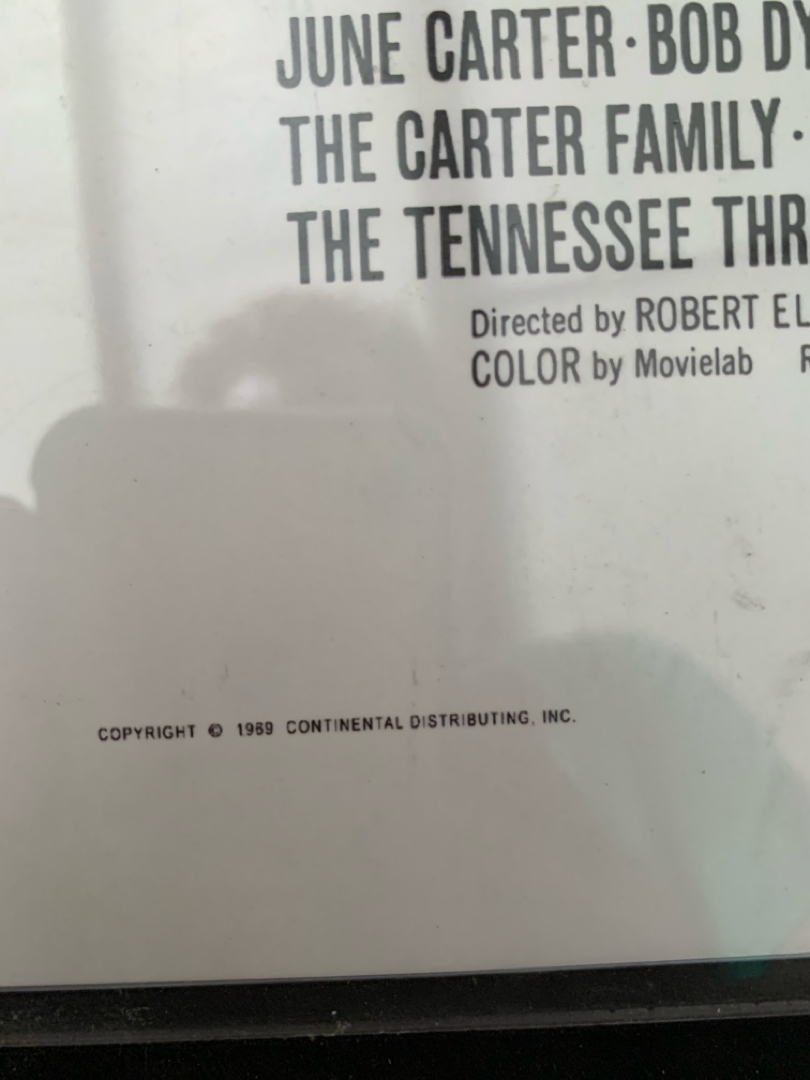 JUNE CARTER · BOB DY
THE CARTER FAMILY ·
THE TENNESSEE THR
Directed by ROBERT EL
COLOR by Movielab R
COPYRIGHT © 1969 CONTINENTAL DISTRIBUTING, INC.